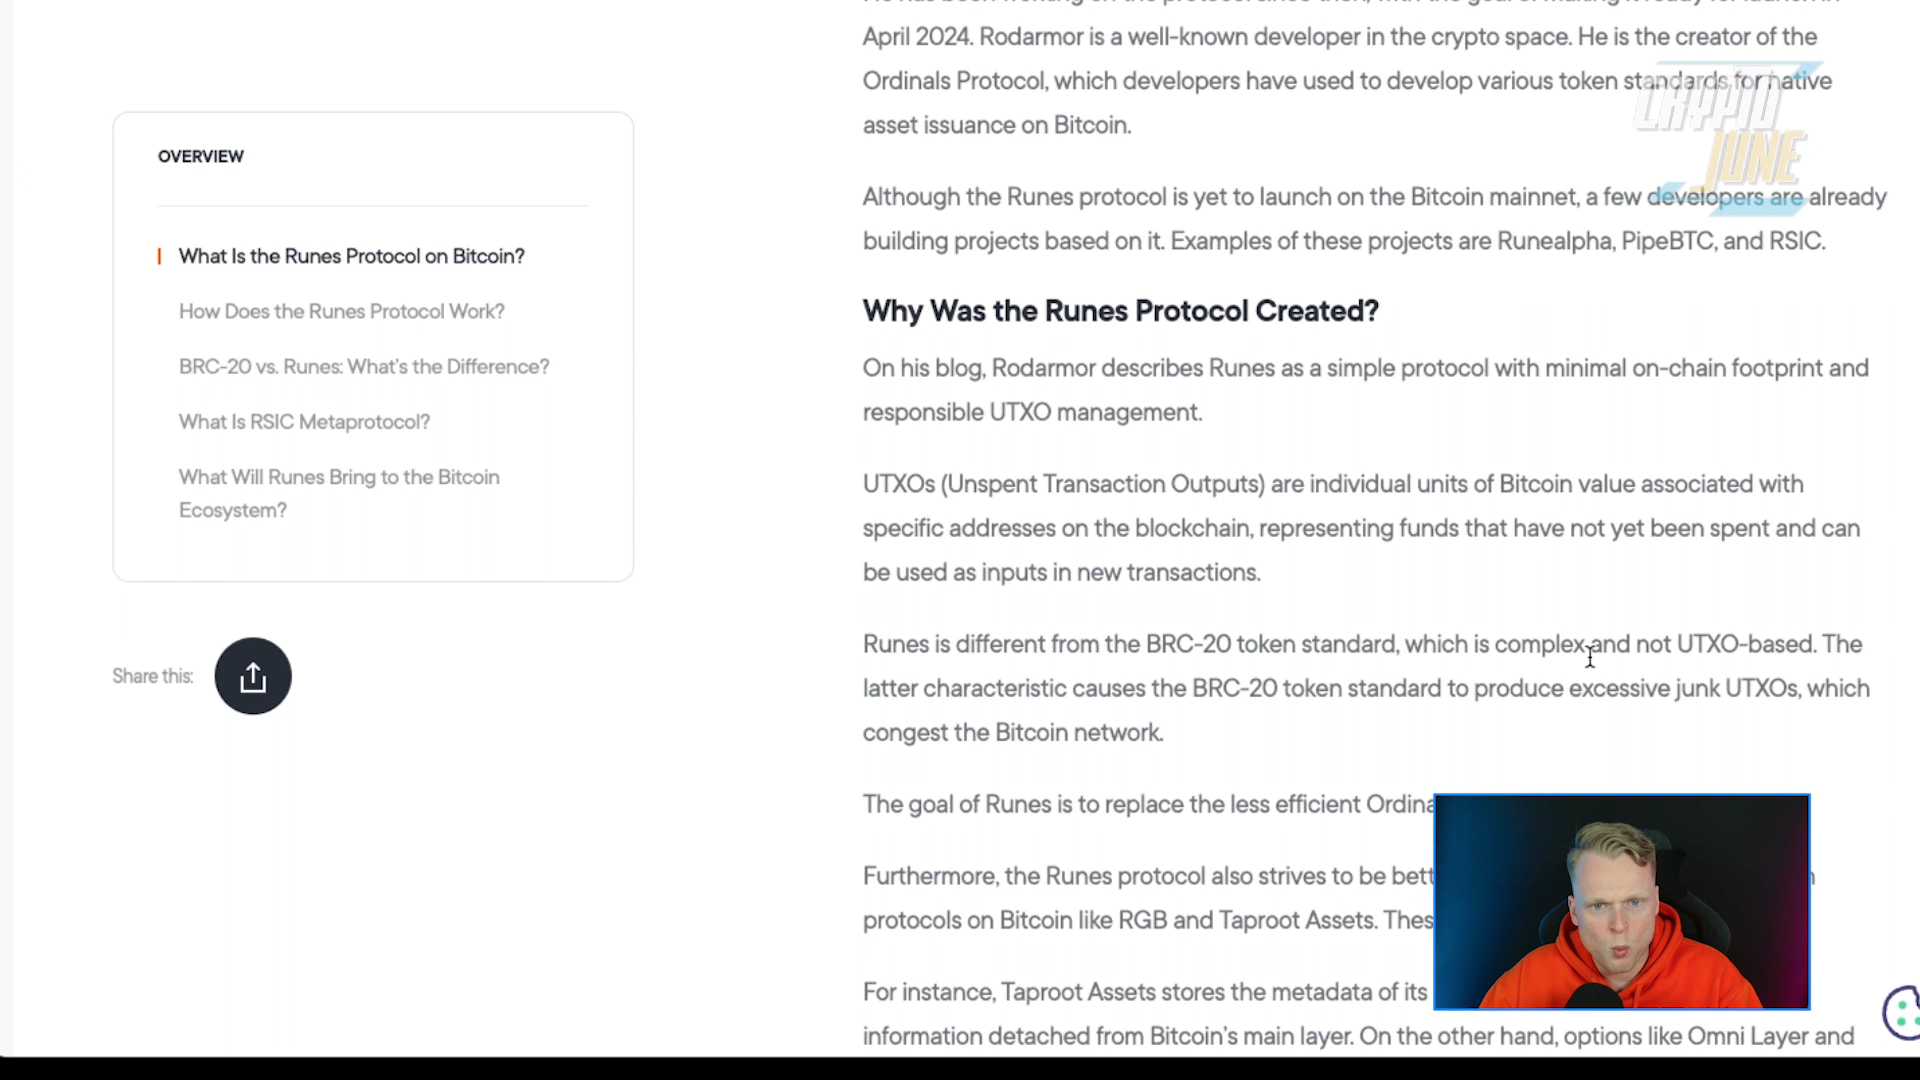 April 2024. Rodarmor is a well-known developer in the crypto space. He is the creator of the
Ordinals Protocol, which developers have used to develop various token standards for native
asset issuance on Bitcoin.
CRYPTO
JUNE
Although the Runes protocol is yet to launch on the Bitcoin mainnet, a few developers are already
building projects based on it. Examples of these projects are Runealpha, PipeBTC, and RSIC.
OVERVIEW
What Is the Runes Protocol on Bitcoin?
How Does the Runes Protocol Work?
BRC-20 vs. Runes: What's the Difference?
What Is RSIC Metaprotocol?
What Will Runes Bring to the Bitcoin
Ecosystem?
Share this:
Why Was the Runes Protocol Created?
On his blog, Rodarmor describes Runes as a simple protocol with minimal on-chain footprint and
responsible UTXO management.
UTXOs (Unspent Transaction Outputs) are individual units of Bitcoin value associated with
specific addresses on the blockchain, representing funds that have not yet been spent and can
be used as inputs in new transactions.
Runes is different from the BRC-20 token standard, which is complex and not UTXO-based. The
latter characteristic causes the BRC-20 token standard to produce excessive junk UTXOs, which
congest the Bitcoin network.
The goal of Runes is to replace the less efficient
Furthermore, the Runes protocol also strives to be
protocols on Bitcoin like RGB and Taproot Assets.
For instance, Taproot Assets stores the metadata of its
information detached from Bitcoin's main layer. On the other hand, options like Omni Layer and